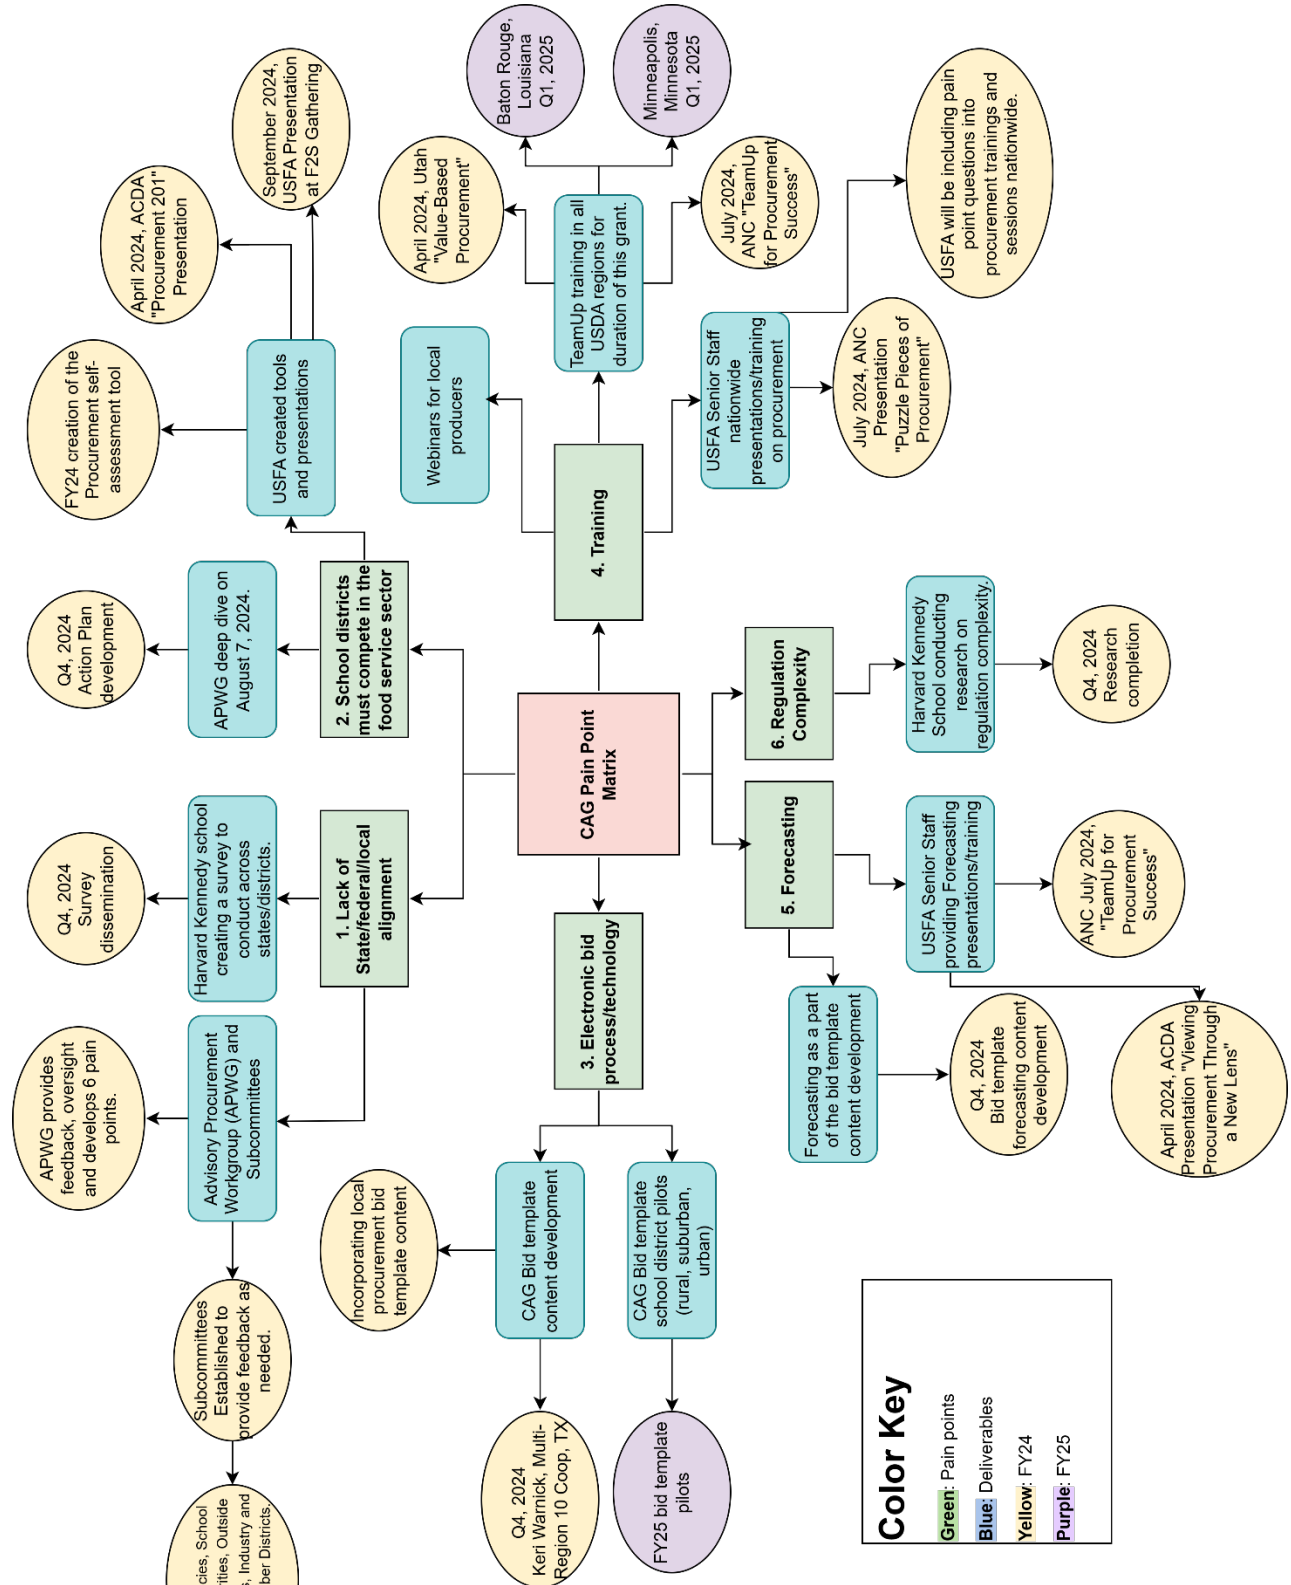 cies, School
rities, Outside
s, Industry and
ber Districts.
Subcommittees
Established to
provide feedback as
needed.
APWG provides
feedback, oversight
and develops 6 pain
points.
Advisory Procurement
Workgroup (APWG) and
Subcommittees
Q4, 2024
Survey
dissemination
Harvard Kennedy school
creating a survey to
conduct across
states/districts.
1. Lack of
State/federal/local
alignment
Q4, 2024
Action Plan
development
APWG deep dive on
August 7, 2024.
2. School districts
must compete in the
food service sector
FY24 creation of the
Procurement self-
assessment tool
April 2024, ACDA
"Procurement 201"
Presentation
September 2024,
USFA Presentation
at F2S Gathering
USFA created tools
and presentations
Incorporating local
procurement bid
template content
Q4, 2024
Keri Warnick, Multi-
Region 10 Coop, TX
CAG Bid template
content development
FY25 bid template
pilots
CAG Bid template
school district pilots
(rural, suburban,
urban)
3. Electronic bid
process/technology
CAG Pain Point
Matrix
4. Training
Webinars for local
producers
TeamUp training in all
USDA regions for
duration of this grant.
April 2024, Utah
"Value-Based
Procurement"
Baton Rouge,
Louisiana
Q1, 2025
Minneapolis,
Minnesota
Q1, 2025
July 2024,
ANC "TeamUp
for Procurement
Success"
USFA Senior Staff
nationwide
presentations/training
on procurement
July 2024, ANC
Presentation
"Puzzle Pieces of
Procurement"
USFA will be including pain
point questions into
procurement trainings and
sessions nationwide.
5. Forecasting
Forecasting as a part
of the bid template
content development
Q4, 2024
Bid template
forecasting content
development
USFA Senior Staff
providing Forecasting
presentations/training
ANC July 2024,
"TeamUp for
Procurement
Success"
April 2024, ACDA
Presentation "Viewing
Procurement Through
a New Lens"
6. Regulation
Complexity
Harvard Kennedy
School conducting
research on
regulation complexity.
Q4, 2024
Research
completion
Color Key
Green: Pain points
Blue: Deliverables
Yellow: FY24
Purple: FY25